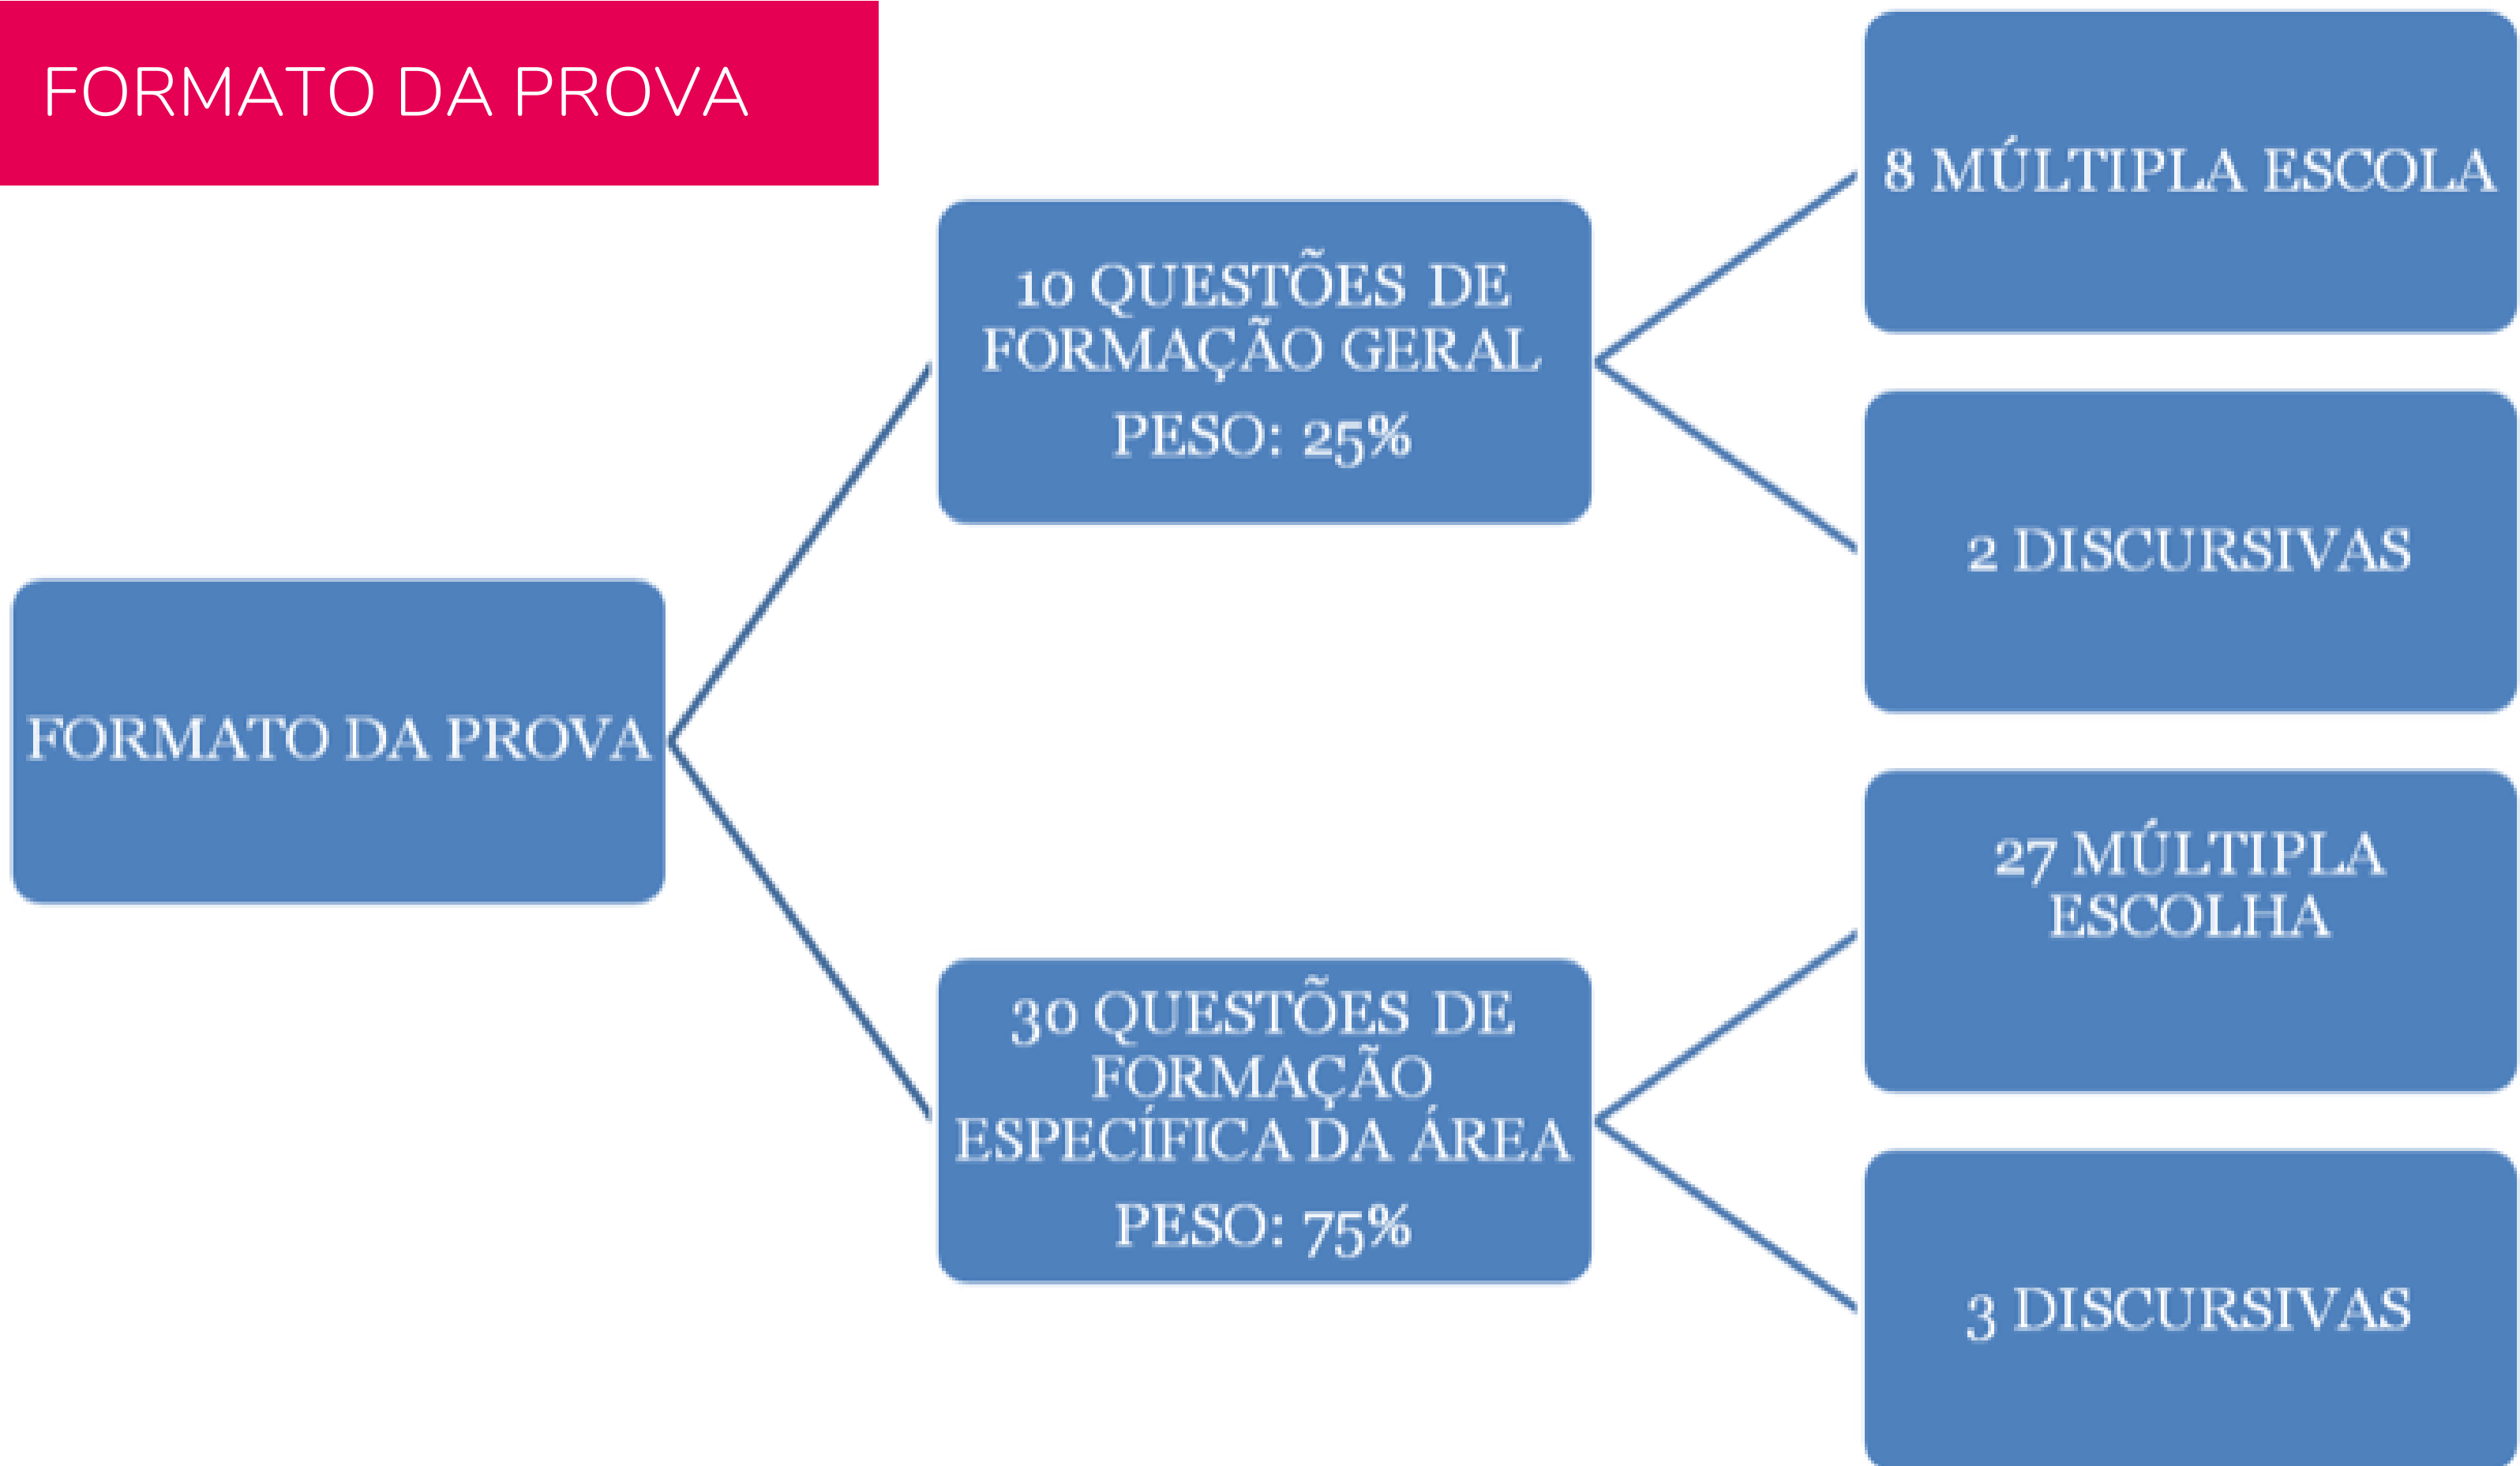 FORMATO DA PROVA
FORMATO DA PROVA
10 QUESTÕES DE
FORMAÇÃO GERAL
PESO: 25%
8 MÚLTIPLA ESCOLA
2 DISCURSIVAS
30 QUESTÕES DE
FORMAÇÃO
ESPECÍFICA DA ÁREA
PESO: 75%
27 MÚLTIPLA
ESCOLHA
3 DISCURSIVAS